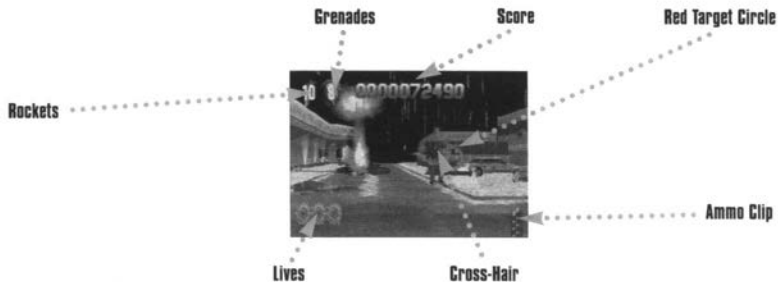 Grenades Score Red Target Circle
10 8 0000072490
Rockets
Ammo Clip
Lives Cross-Hair